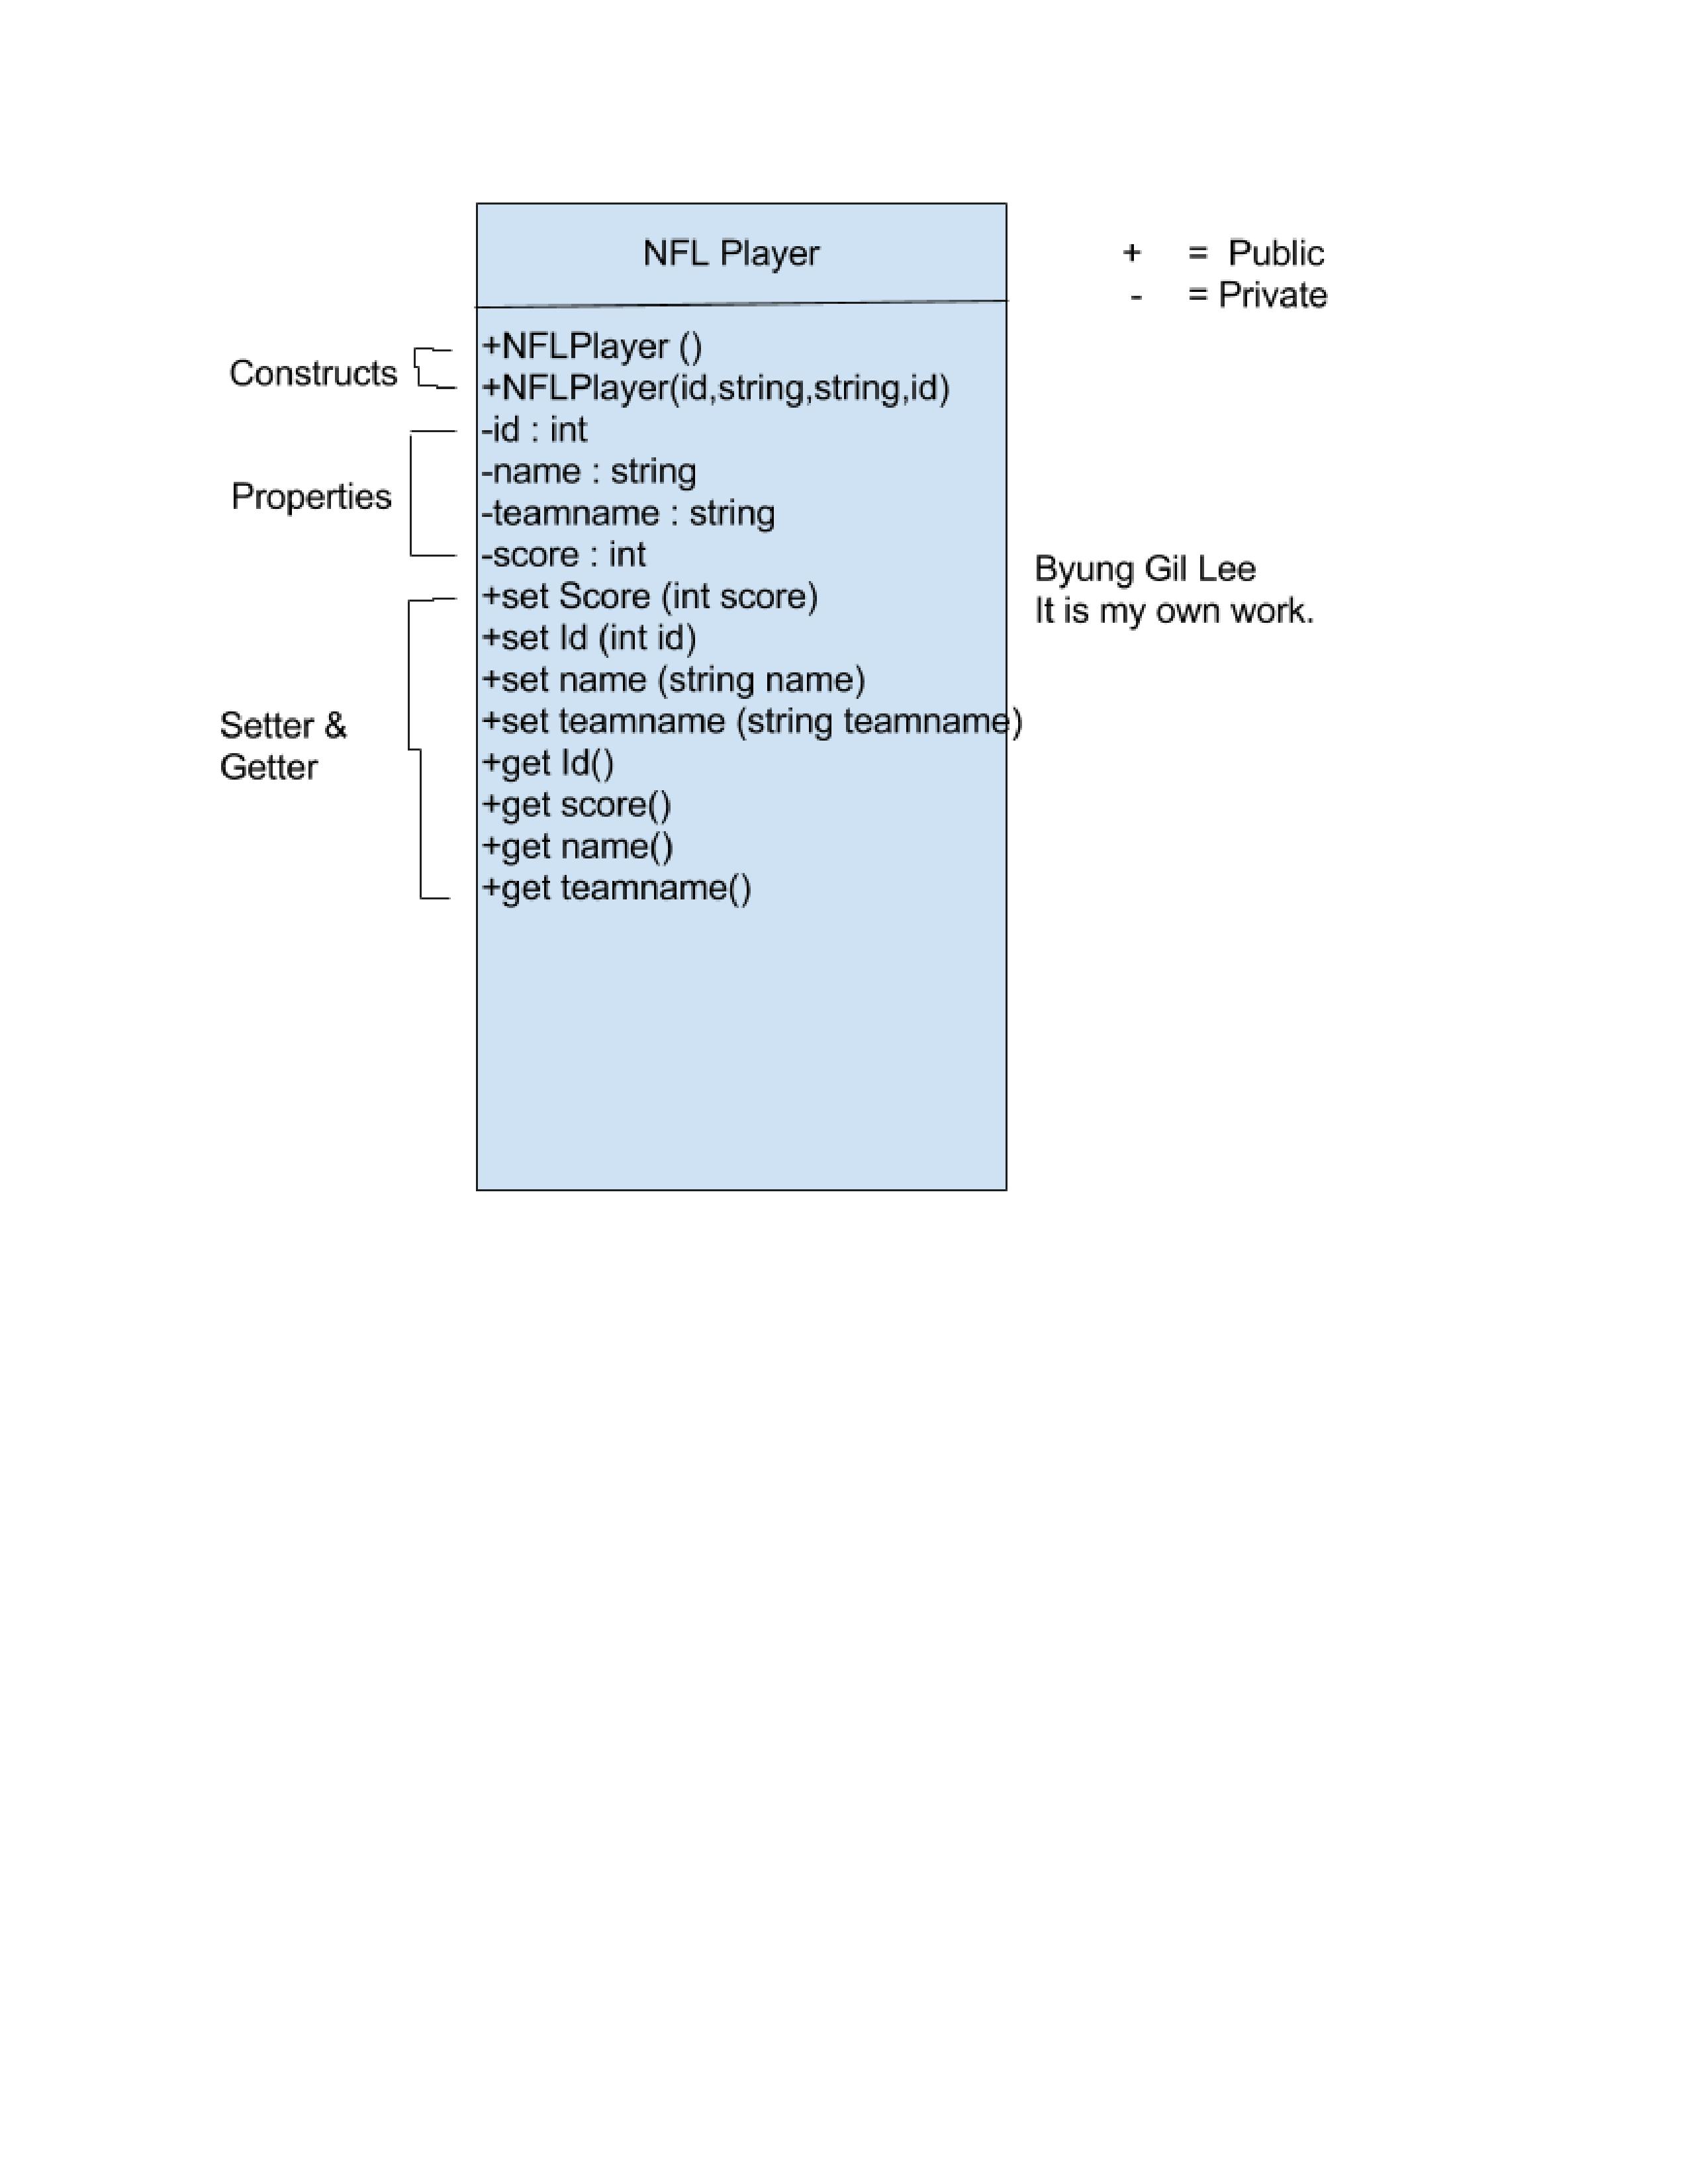 NFL Player
+ = Public
- = Private
Constructs
+NFLPlayer ()
+NFLPlayer(id,string,string,id)
Properties
-id : int
-name : string
-teamname : string
-score : int
Setter &
Getter
+set Score (int score)
+set Id (int id)
+set name (string name)
+set teamname (string teamname)
+get Id()
+get score()
+get name()
+get teamname()
Byung Gil Lee
It is my own work.